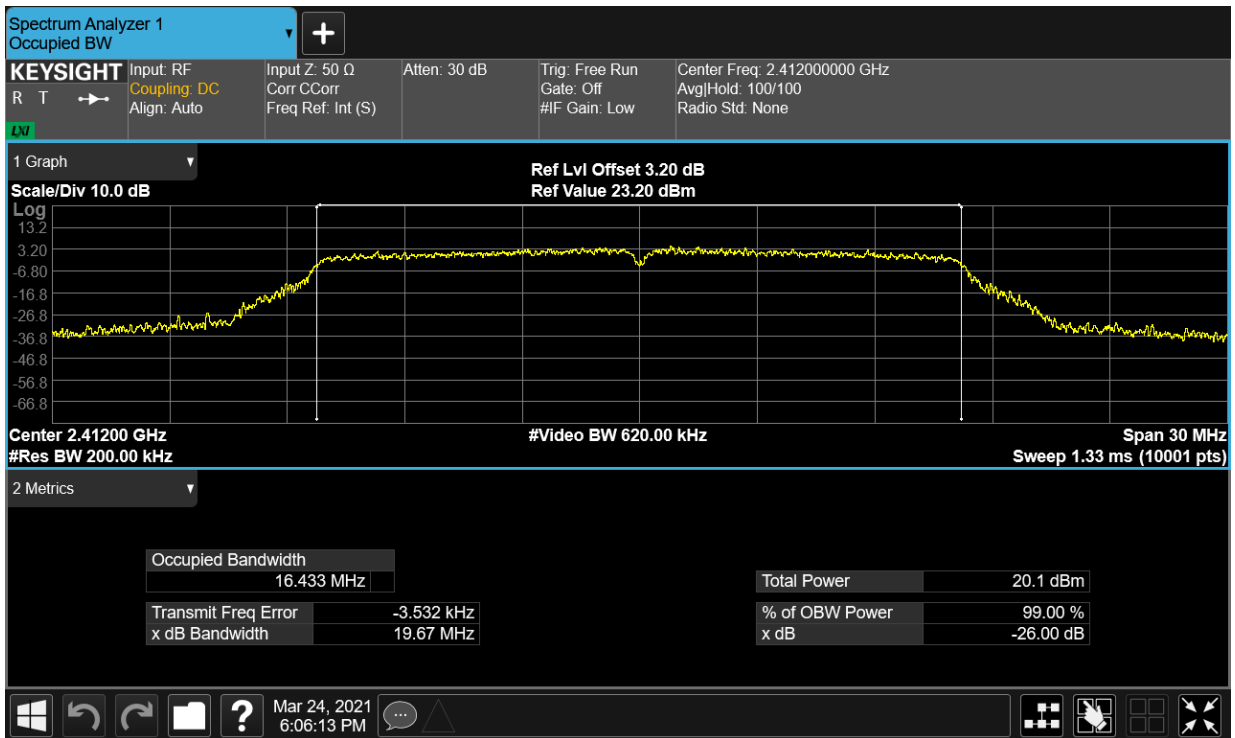 Spectrum Analyzer 1
Occupied BW
+
KEYSIGHT
R T
LXI
Input: RF
Coupling: DC
Align: Auto
Input Z: 50 Ω
Corr CCorr
Freq Ref: Int (S)
Atten: 30 dB
Trig: Free Run
Gate: Off
#IF Gain: Low
Center Freq: 2.412000000 GHz
Avg|Hold: 100/100
Radio Std: None
1 Graph
Scale/Div 10.0 dB
Ref Lvl Offset 3.20 dB
Ref Value 23.20 dBm
Log
13.2
3.20
-6.80
-16.8
-26.8
-36.8
-46.8
-56.8
-66.8
Center 2.41200 GHz
#Res BW 200.00 kHz
#Video BW 620.00 kHz
Span 30 MHz
Sweep 1.33 ms (10001 pts)
2 Metrics
Occupied Bandwidth
16.433 MHz
Transmit Freq Error -3.532 kHz
x dB Bandwidth 19.67 MHz
Total Power 20.1 dBm
% of OBW Power 99.00 %
x dB -26.00 dB
?
Mar 24, 2021
6:06:13 PM